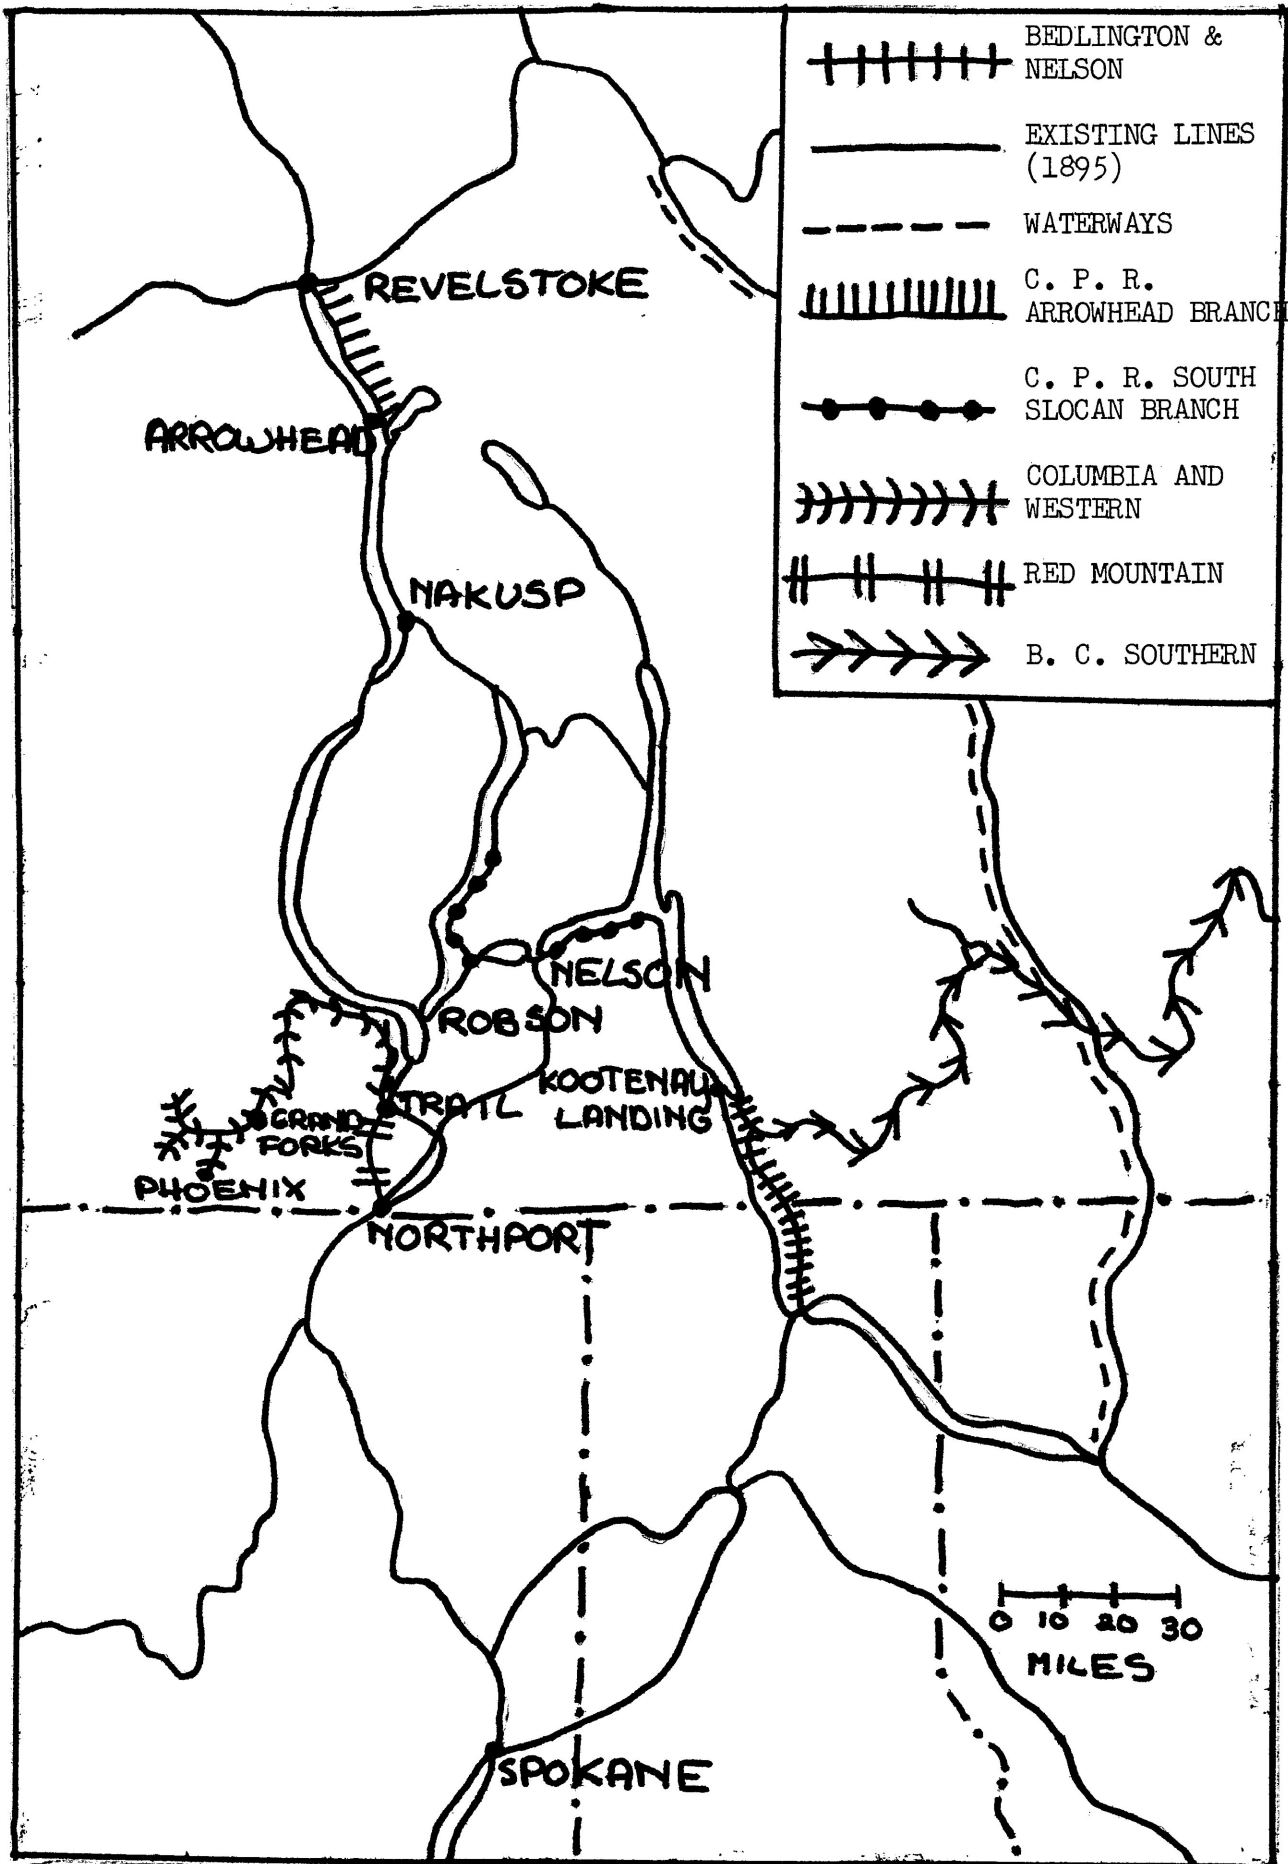 BEDLINGTON &
NELSON
EXISTING LINES
(1895)
WATERWAYS
C. P. R.
ARROWHEAD BRANCH
C. P. R. SOUTH
SLOCAN BRANCH
COLUMBIA AND
WESTERN
RED MOUNTAIN
B. C. SOUTHERN
REVELSTOKE
ARROWHEAD
NAKUSP
NELSON
ROBSON
KOOTENAY
LANDING
TRAIL
GRAND
FORKS
PHOENIX
NORTHPORT
0 10 20 30
MILES
SPOKANE